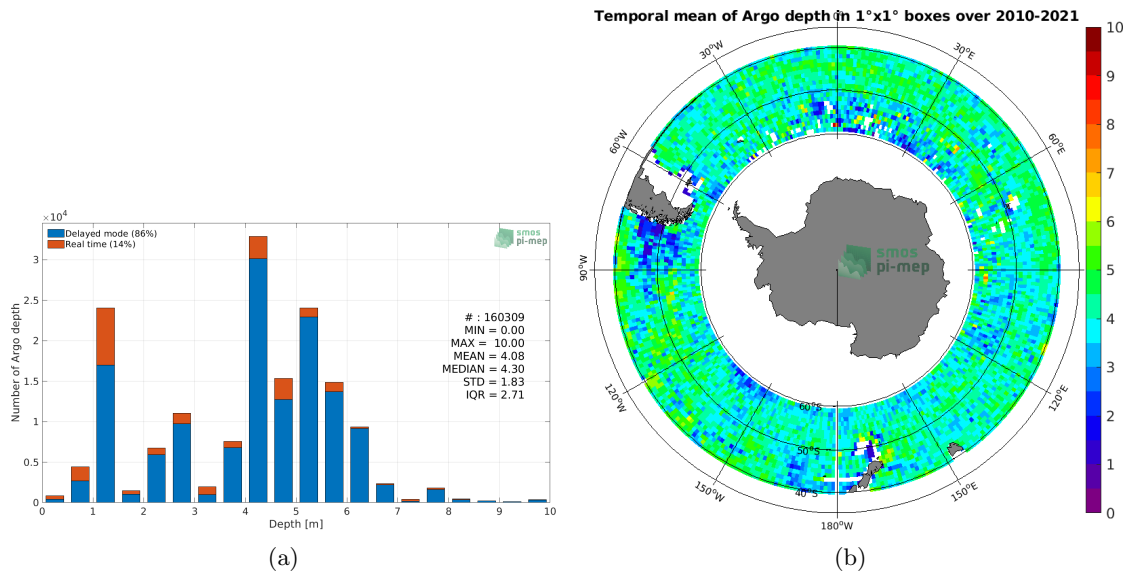 Temporal mean of Argo depth in 1°x1° boxes over 2010-2021
×10⁴
Delayed mode (86%)
Real time (14%)
smos
pi-mep
# : 160309
MIN = 0.00
MAX = 10.00
MEAN = 4.08
MEDIAN = 4.30
STD = 1.83
IQR = 2.71
Number of Argo depth
3
2.5
2
1.5
1
0.5
0
0 1 2 3 4 5 6 7 8 9 10
Depth [m]
(a)
0°
30°E
60°E
90°E
120°E
150°E
180°W
150°W
120°W
90°W
60°W
30°W
60°S
50°S
40°S
smos
pi-mep
10
9
8
7
6
5
4
3
2
1
0
(b)